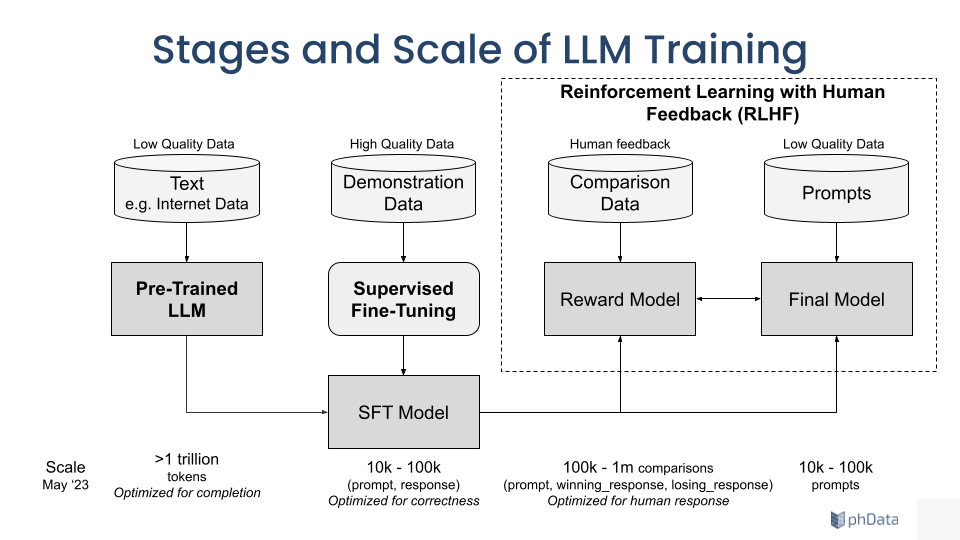 Stages and Scale of LLM Training
Reinforcement Learning with Human
Feedback (RLHF)
Low Quality Data
High Quality Data
Human feedback
Low Quality Data
Text
e.g. Internet Data
Demonstration
Data
Comparison
Data
Prompts
Pre-Trained
LLM
Supervised
Fine-Tuning
Reward Model
Final Model
SFT Model
Scale
May ‘23
>1 trillion
tokens
Optimized for completion
10k - 100k
(prompt, response)
Optimized for correctness
100k - 1m comparisons
(prompt, winning_response, losing_response)
Optimized for human response
10k - 100k
prompts
phData